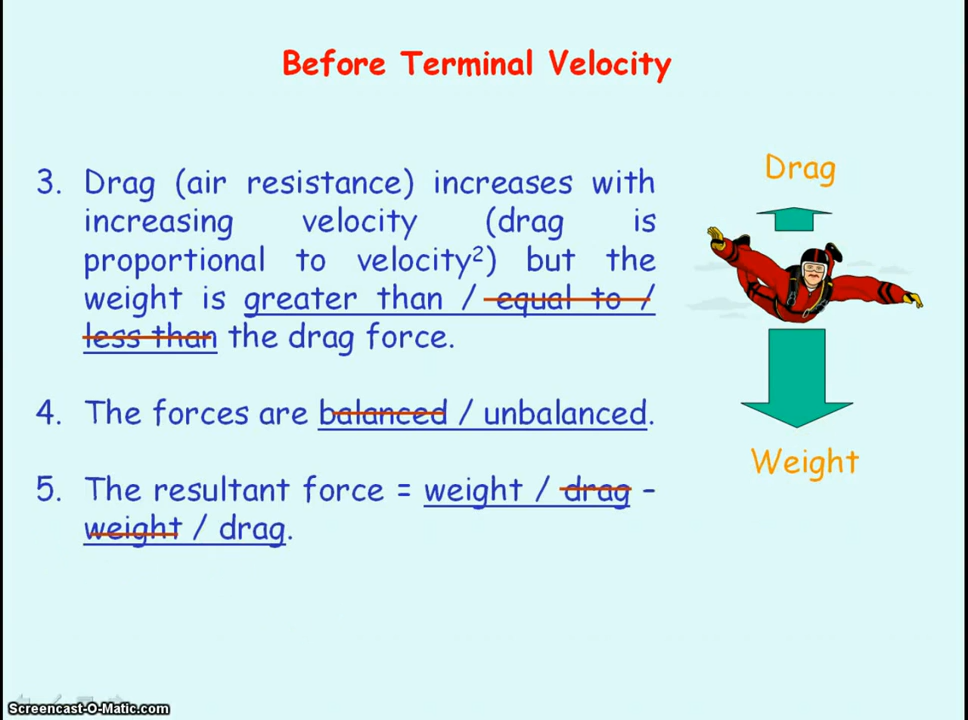 Before Terminal Velocity
3. Drag (air resistance) increases with
increasing velocity (drag is
proportional to velocity²) but the
weight is greater than / equal to /
less than the drag force.
4. The forces are balanced / unbalanced.
5. The resultant force = weight / drag –
weight / drag.
Drag
Weight
Screencast-O-Matic.com